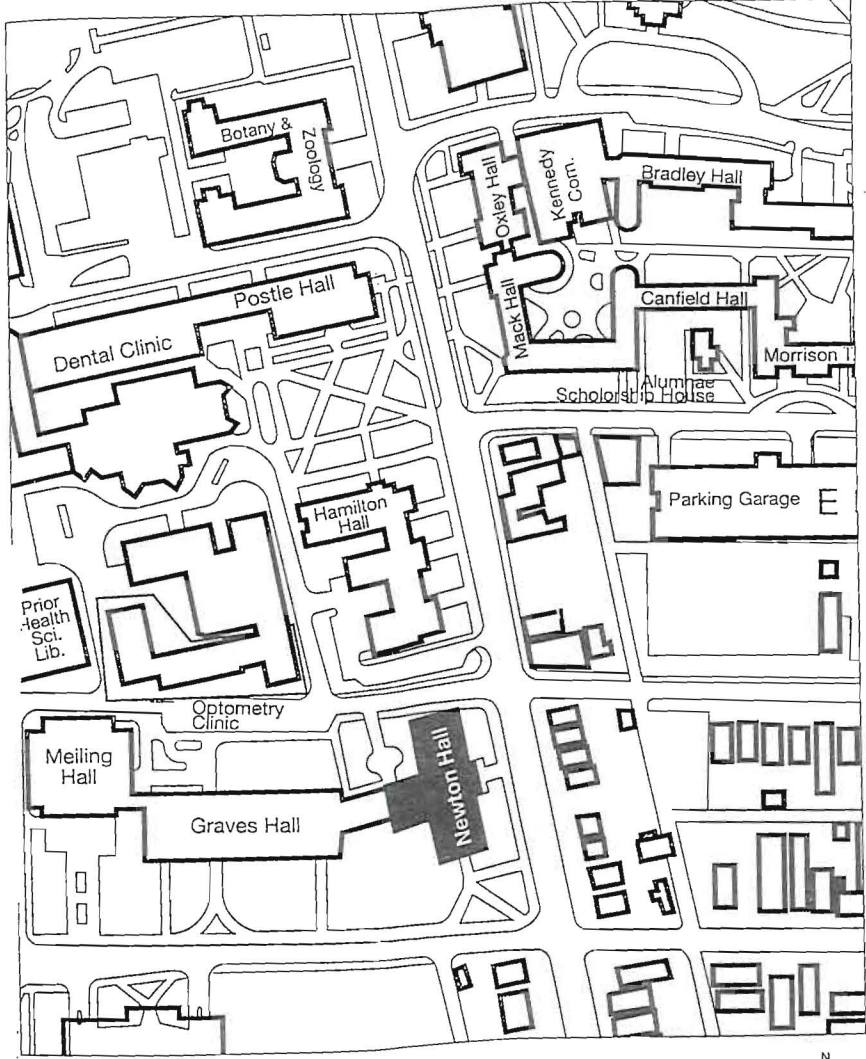 Botany &
Zoology
Oxley Hall
Kennedy
Com.
Bradley Hall
Postle Hall
Mack Hall
Canfield Hall
Dental Clinic
Morrison T.
Alumnae
Scholorship House
Hamilton
Hall
Parking Garage
Prior
Health
Sci.
Lib.
Optometry
Clinic
Meiling
Hall
Newton Hall
Graves Hall
N